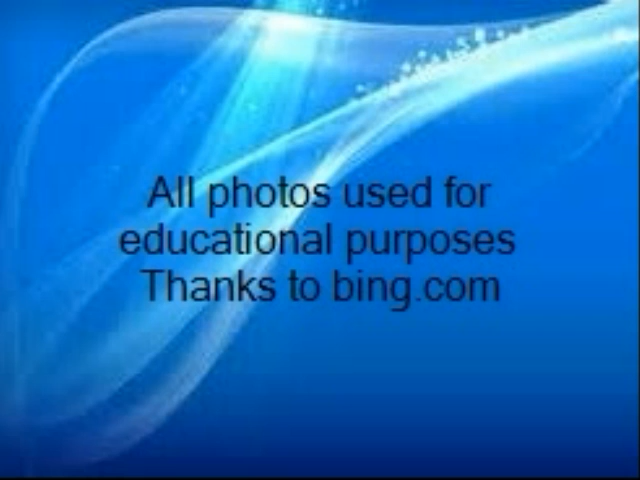 All photos used for
educational purposes
Thanks to bing.com